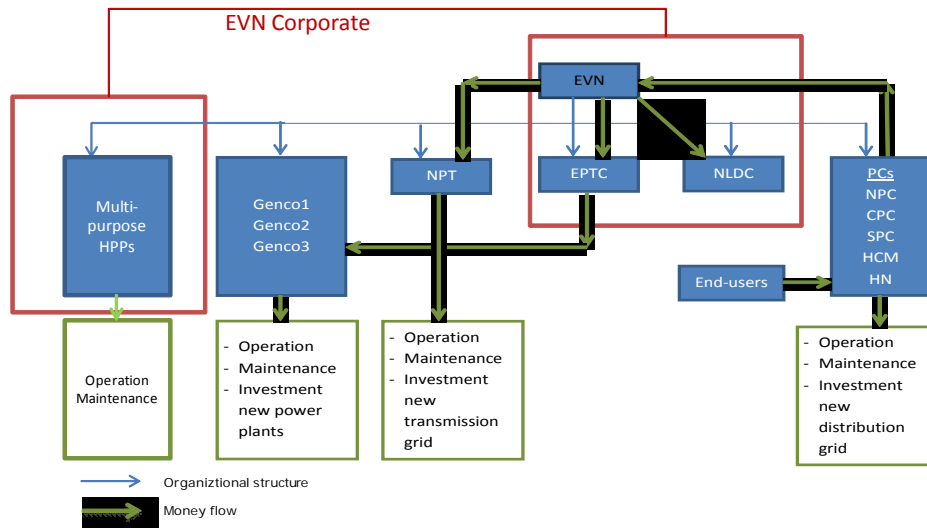 EVN Corporate
EVN
NPT
EPTC
NLDC
Multi-
purpose
HPPs
Genco1
Genco2
Genco3
PCs
NPC
CPC
SPC
HCM
HN
End-users
Operation
Maintenance
- Operation
- Maintenance
- Investment
new power
plants
- Operation
- Maintenance
- Investment
new
transmission
grid
- Operation
- Maintenance
- Investment
new
distribution
grid
Organiztional structure
Money flow